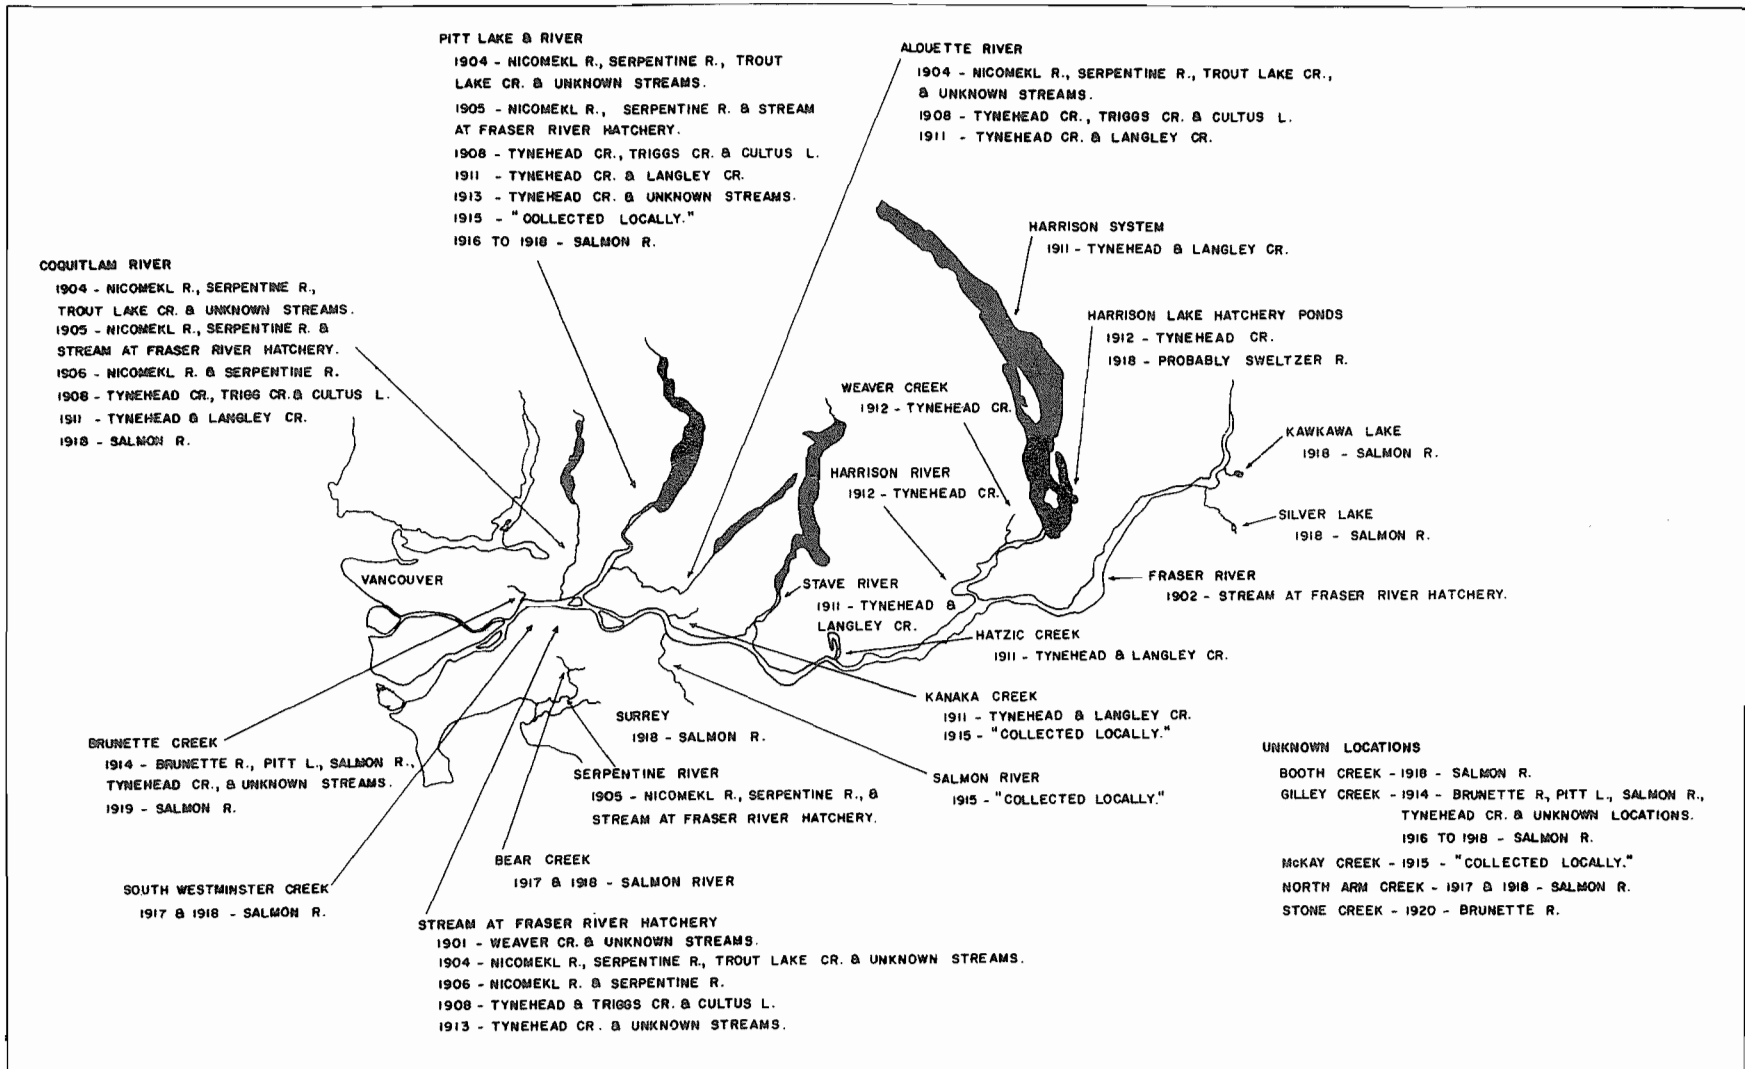 PITT LAKE & RIVER
1904 - NICOMEKL R., SERPENTINE R., TROUT
LAKE CR. & UNKNOWN STREAMS.
1905 - NICOMEKL R., SERPENTINE R. & STREAM
AT FRASER RIVER HATCHERY.
1908 - TYNEHEAD CR., TRIGGS CR. & CULTUS L.
1911 - TYNEHEAD CR. & LANGLEY CR.
1913 - TYNEHEAD CR. & UNKNOWN STREAMS.
1915 - "COLLECTED LOCALLY."
1916 TO 1918 - SALMON R.
ALOUETTE RIVER
1904 - NICOMEKL R., SERPENTINE R., TROUT LAKE CR.,
& UNKNOWN STREAMS.
1908 - TYNEHEAD CR., TRIGGS CR. & CULTUS L.
1911 - TYNEHEAD CR. & LANGLEY CR.
COQUITLAM RIVER
1904 - NICOMEKL R., SERPENTINE R.,
TROUT LAKE CR. & UNKNOWN STREAMS.
1905 - NICOMEKL R., SERPENTINE R. &
STREAM AT FRASER RIVER HATCHERY.
1906 - NICOMEKL R. & SERPENTINE R.
1908 - TYNEHEAD CR., TRIGG CR. & CULTUS L.
1911 - TYNEHEAD & LANGLEY CR.
1918 - SALMON R.
HARRISON SYSTEM
1911 - TYNEHEAD & LANGLEY CR.
HARRISON LAKE HATCHERY PONDS
1912 - TYNEHEAD CR.
1918 - PROBABLY SWELTZER R.
WEAVER CREEK
1912 - TYNEHEAD CR.
HARRISON RIVER
1912 - TYNEHEAD CR.
KAWKAWA LAKE
1918 - SALMON R.
SILVER LAKE
1918 - SALMON R.
FRASER RIVER
1902 - STREAM AT FRASER RIVER HATCHERY.
VANCOUVER
STAVE RIVER
1911 - TYNEHEAD &
LANGLEY CR.
HATZIC CREEK
1911 - TYNEHEAD & LANGLEY CR.
KANAKA CREEK
1911 - TYNEHEAD & LANGLEY CR.
1915 - "COLLECTED LOCALLY."
SALMON RIVER
1915 - "COLLECTED LOCALLY."
SURREY
1918 - SALMON R.
SERPENTINE RIVER
1905 - NICOMEKL R., SERPENTINE R., &
STREAM AT FRASER RIVER HATCHERY.
BRUNETTE CREEK
1914 - BRUNETTE R., PITT L., SALMON R.,
TYNEHEAD CR., & UNKNOWN STREAMS.
1919 - SALMON R.
BEAR CREEK
1917 & 1918 - SALMON RIVER
SOUTH WESTMINSTER CREEK
1917 & 1918 - SALMON R.
STREAM AT FRASER RIVER HATCHERY
1901 - WEAVER CR. & UNKNOWN STREAMS.
1904 - NICOMEKL R., SERPENTINE R., TROUT LAKE CR. & UNKNOWN STREAMS.
1906 - NICOMEKL R. & SERPENTINE R.
1908 - TYNEHEAD & TRIGGS CR. & CULTUS L.
1913 - TYNEHEAD CR. & UNKNOWN STREAMS.
UNKNOWN LOCATIONS
BOOTH CREEK - 1918 - SALMON R.
GILLEY CREEK - 1914 - BRUNETTE R., PITT L., SALMON R.,
TYNEHEAD CR. & UNKNOWN LOCATIONS.
1916 TO 1918 - SALMON R.
McKAY CREEK - 1915 - "COLLECTED LOCALLY."
NORTH ARM CREEK - 1917 & 1918 - SALMON R.
STONE CREEK - 1920 - BRUNETTE R.